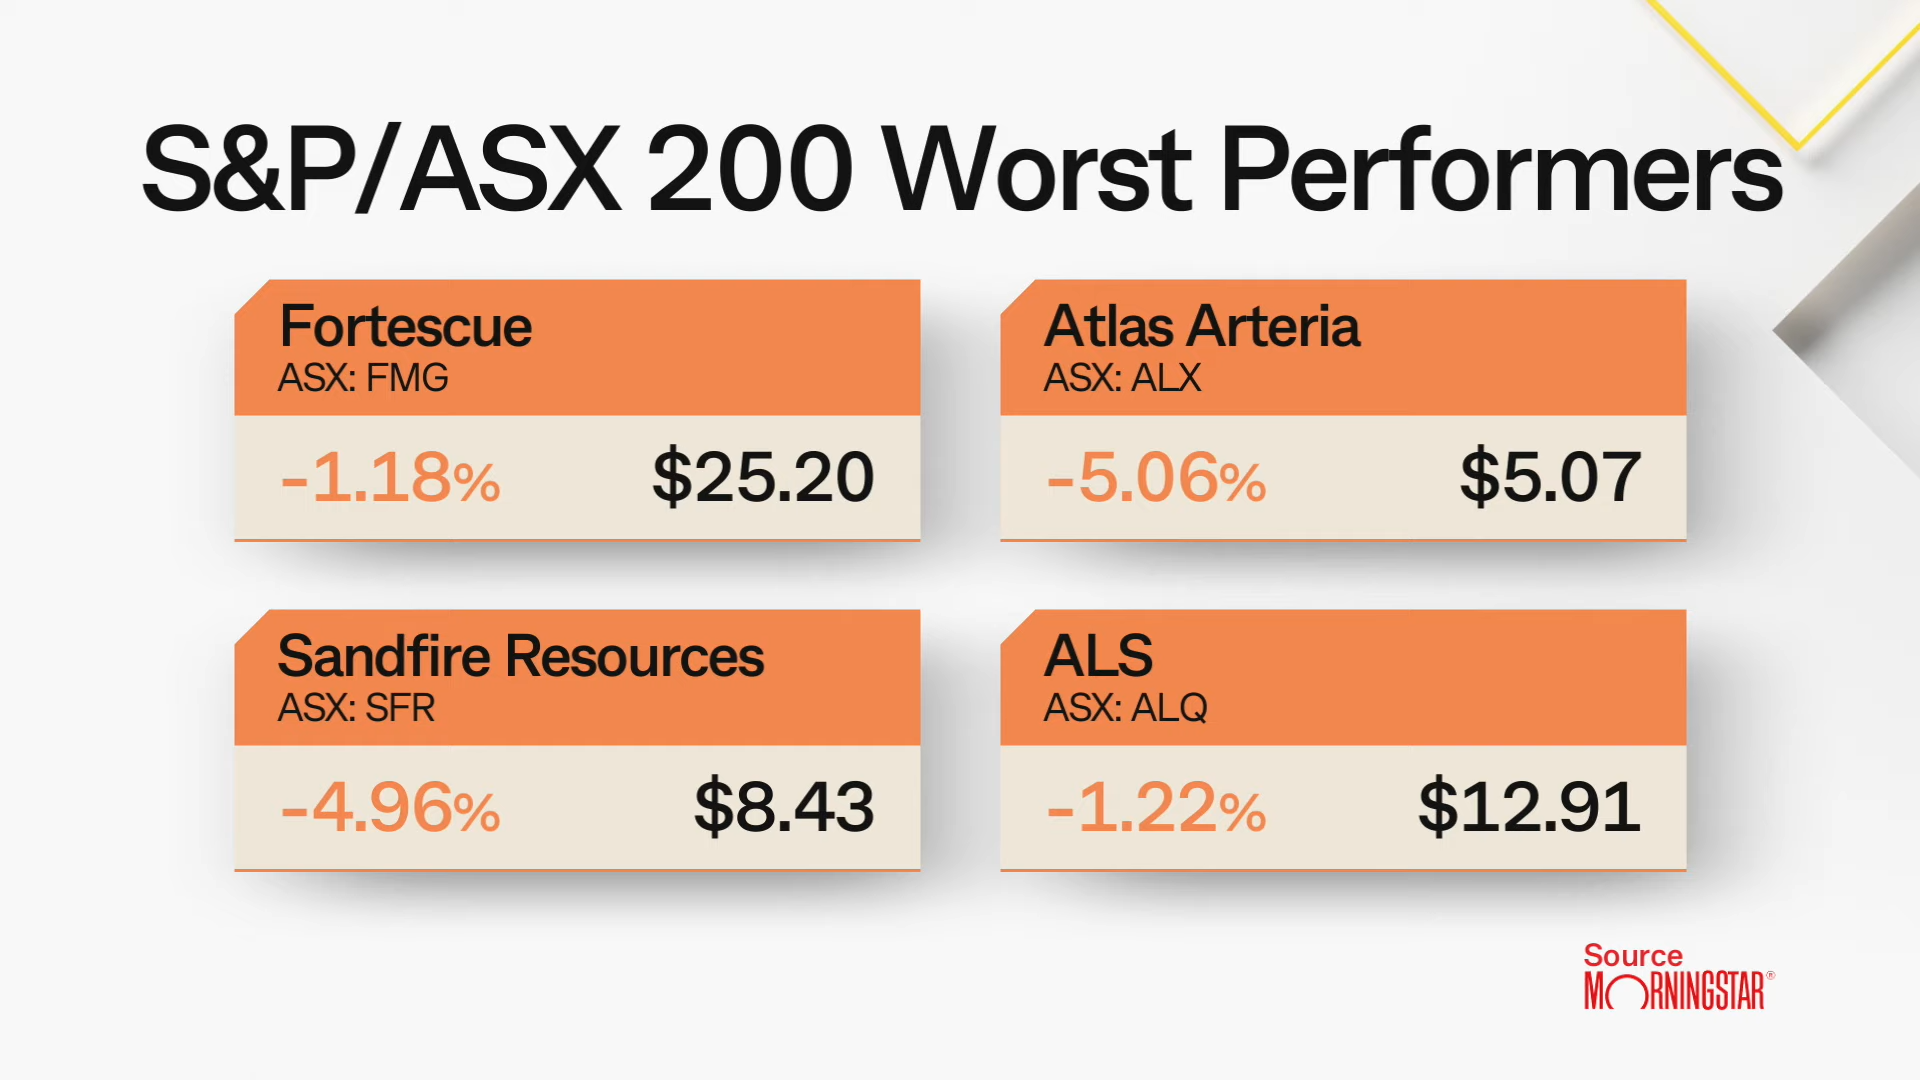 S&P/ASX 200 Worst Performers
Fortescue
ASX: FMG
-1.18%
$25.20
Atlas Arteria
ASX: ALX
-5.06%
$5.07
Sandfire Resources
ASX: SFR
-4.96%
$8.43
ALS
ASX: ALQ
-1.22%
$12.91
Source
MORNINGSTAR®